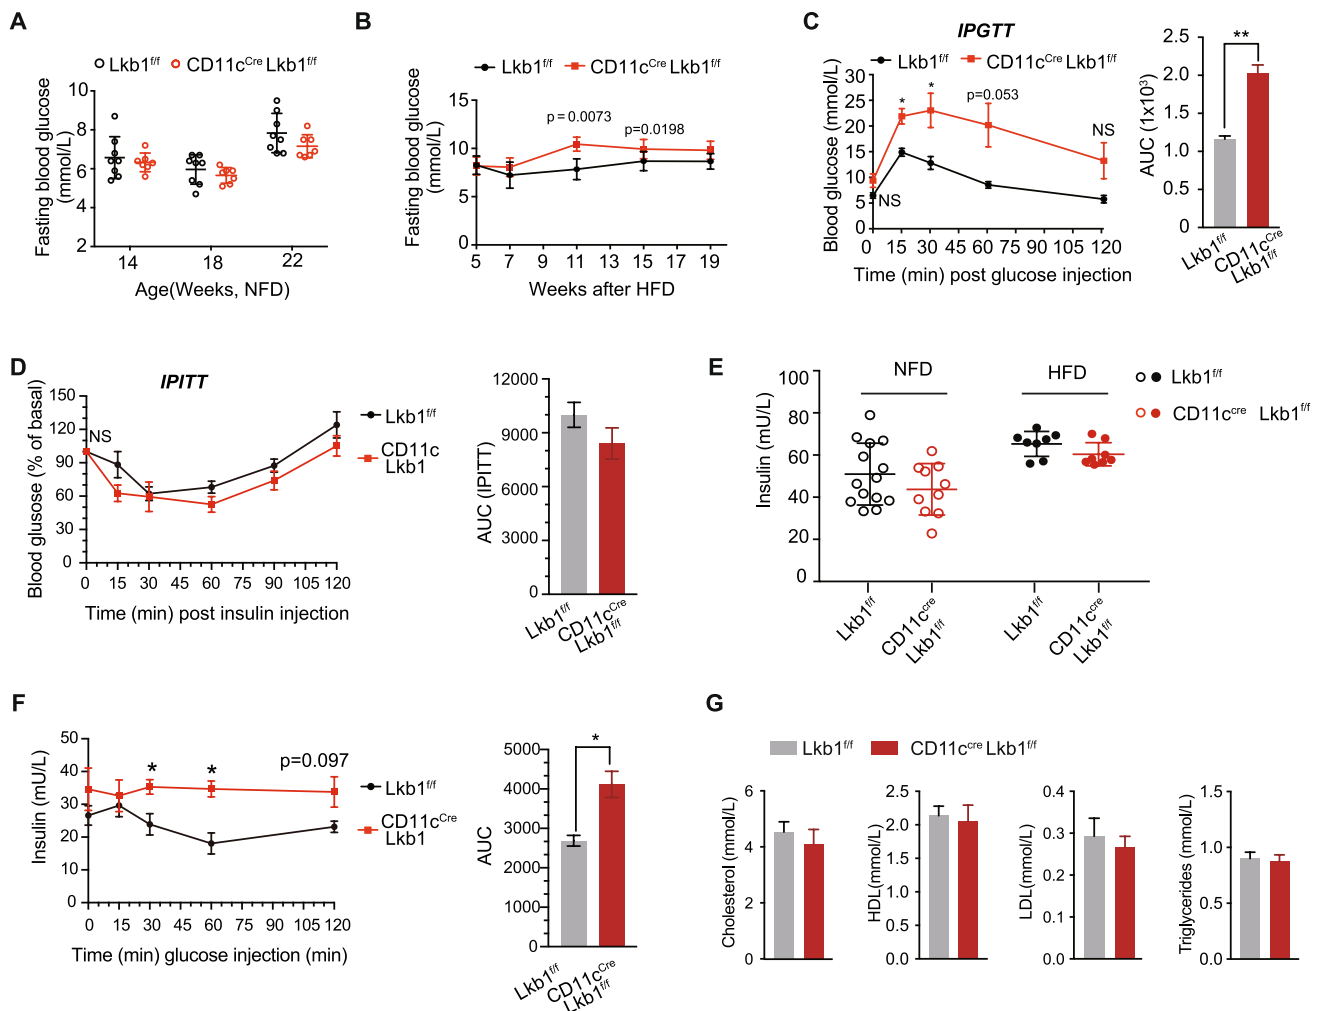 A
Lkb1f/f CD11cCre Lkb1f/f
Fasting blood glucose
(mmol/L)
10
8
6
4
2
14 18 22
Age(Weeks, NFD)
B
Lkb1f/f CD11cCre Lkb1f/f
Fasting blood glucose
(mmol/L)
15
10
5
0
p=0.0073
p=0.0198
5 7 9 11 13 15 17 19
Weeks after HFD
C
IPGTT
Lkb1f/f CD11cCre Lkb1f/f
Blood glucose (mmol/L)
30
25
20
15
10
5
0
* *
p=0.053
NS
NS
0 15 30 45 60 75 90 105 120
Time (min) post glucose injection
AUC (1x10³)
2.5
2.0
1.5
1.0
0
**
Lkb1f/f
CD11cCre
Lkb1f/f
D
IPITT
Blood glusose (% of basal)
150
120
90
60
30
0
NS
Lkb1f/f
CD11c
Lkb1
0 15 30 45 60 75 90 105 120
Time (min) post insulin injection
AUC (IPITT)
12000
9000
6000
3000
0
Lkb1f/f
CD11cCre
Lkb1f/f
E
NFD HFD
Lkb1f/f
CD11ccre Lkb1f/f
Insulin (mU/L)
100
80
60
40
20
0
Lkb1f/f
CD11ccre
Lkb1f/f
Lkb1f/f
CD11ccre
Lkb1f/f
F
Insulin (mU/L)
50
40
30
20
10
0
* *
p=0.097
Lkb1f/f
CD11cCre
Lkb1
0 15 30 45 60 75 90 105 120
Time (min) glucose injection (min)
AUC
5000
4000
3000
2000
1000
0
*
Lkb1f/f
CD11cCre
Lkb1f/f
G
Lkb1f/f CD11ccre Lkb1f/f
Cholesterol (mmol/L)
6
4
2
0
HDL(mmol/L)
2.5
2.0
1.5
1.0
0.5
0.0
LDL(mmol/L)
0.4
0.3
0.2
0.1
0.0
Triglycerides (mmol/L)
1.5
1.0
0.5
0.0